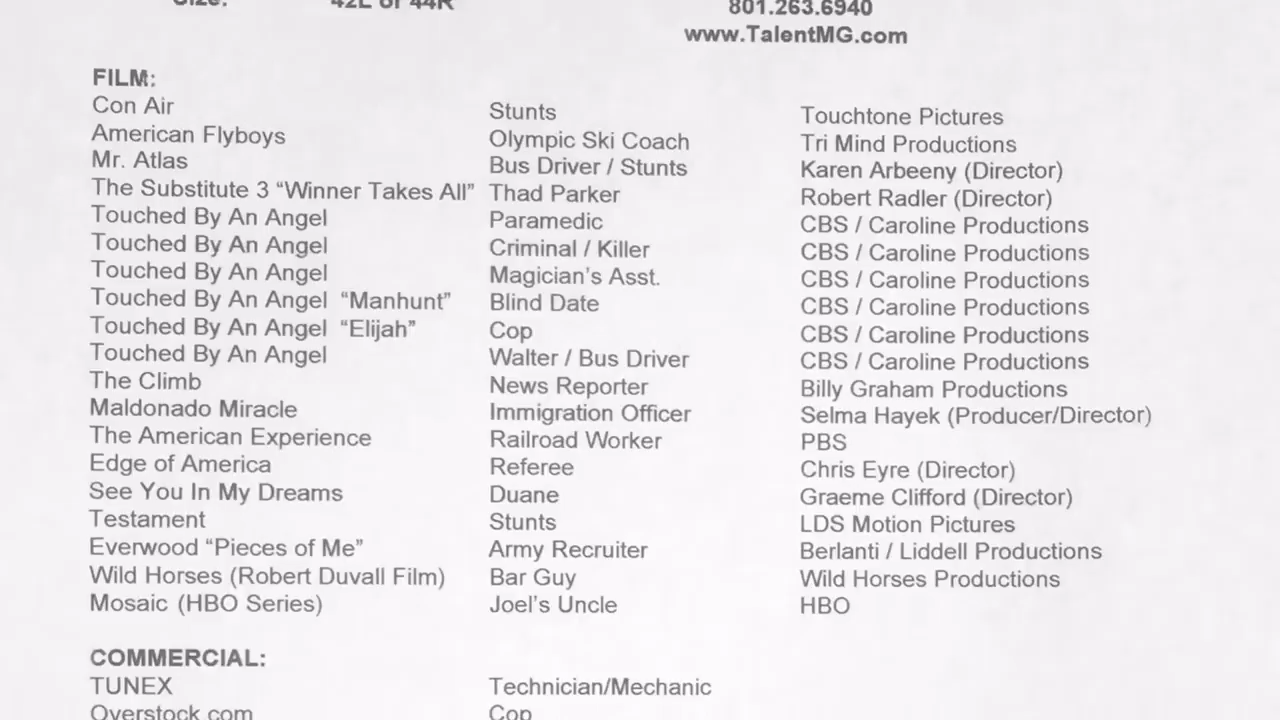 Size: 42L or 44R 801.263.6940
www.TalentMG.com
FILM:
Con Air Stunts Touchtone Pictures
American Flyboys Olympic Ski Coach Tri Mind Productions
Mr. Atlas Bus Driver / Stunts Karen Arbeeny (Director)
The Substitute 3 “Winner Takes All” Thad Parker Robert Radler (Director)
Touched By An Angel Paramedic CBS / Caroline Productions
Touched By An Angel Criminal / Killer CBS / Caroline Productions
Touched By An Angel Magician’s Asst. CBS / Caroline Productions
Touched By An Angel “Manhunt” Blind Date CBS / Caroline Productions
Touched By An Angel “Elijah” Cop CBS / Caroline Productions
Touched By An Angel Walter / Bus Driver CBS / Caroline Productions
The Climb News Reporter Billy Graham Productions
Maldonado Miracle Immigration Officer Selma Hayek (Producer/Director)
The American Experience Railroad Worker PBS
Edge of America Referee Chris Eyre (Director)
See You In My Dreams Duane Graeme Clifford (Director)
Testament Stunts LDS Motion Pictures
Everwood “Pieces of Me” Army Recruiter Berlanti / Liddell Productions
Wild Horses (Robert Duvall Film) Bar Guy Wild Horses Productions
Mosaic (HBO Series) Joel’s Uncle HBO
COMMERCIAL:
TUNEX Technician/Mechanic
Overstock.com Cop